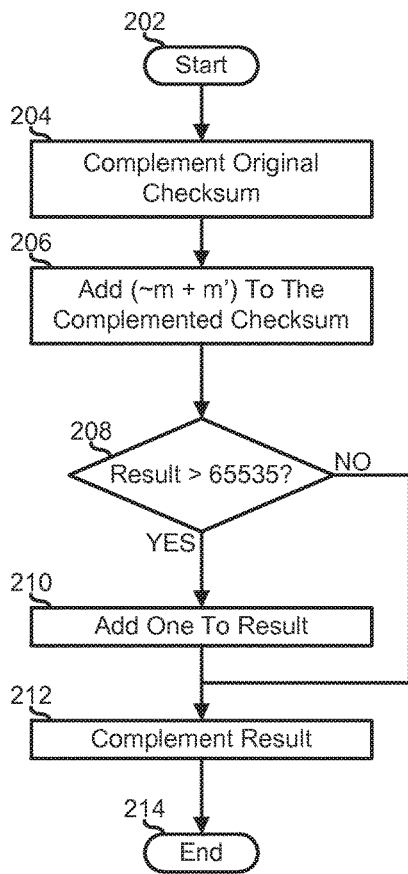 202
Start
204
Complement Original
Checksum
206
Add (~m + m') To The
Complemented Checksum
208
Result > 65535?
NO
YES
210
Add One To Result
212
Complement Result
214
End